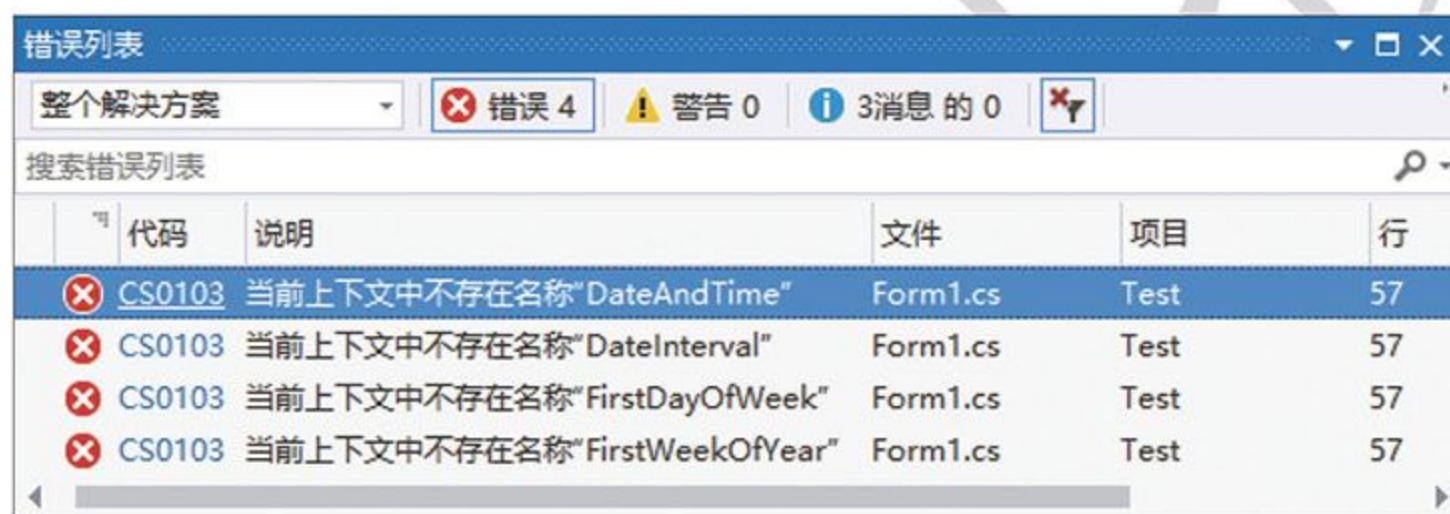 错误列表
整个解决方案 错误 4 警告 0 3消息 的 0
搜索错误列表
代码 说明 文件 项目 行
CS0103 当前上下文中不存在名称“DateAndTime” Form1.cs Test 57
CS0103 当前上下文中不存在名称“DateInterval” Form1.cs Test 57
CS0103 当前上下文中不存在名称“FirstDayOfWeek” Form1.cs Test 57
CS0103 当前上下文中不存在名称“FirstWeekOfYear” Form1.cs Test 57